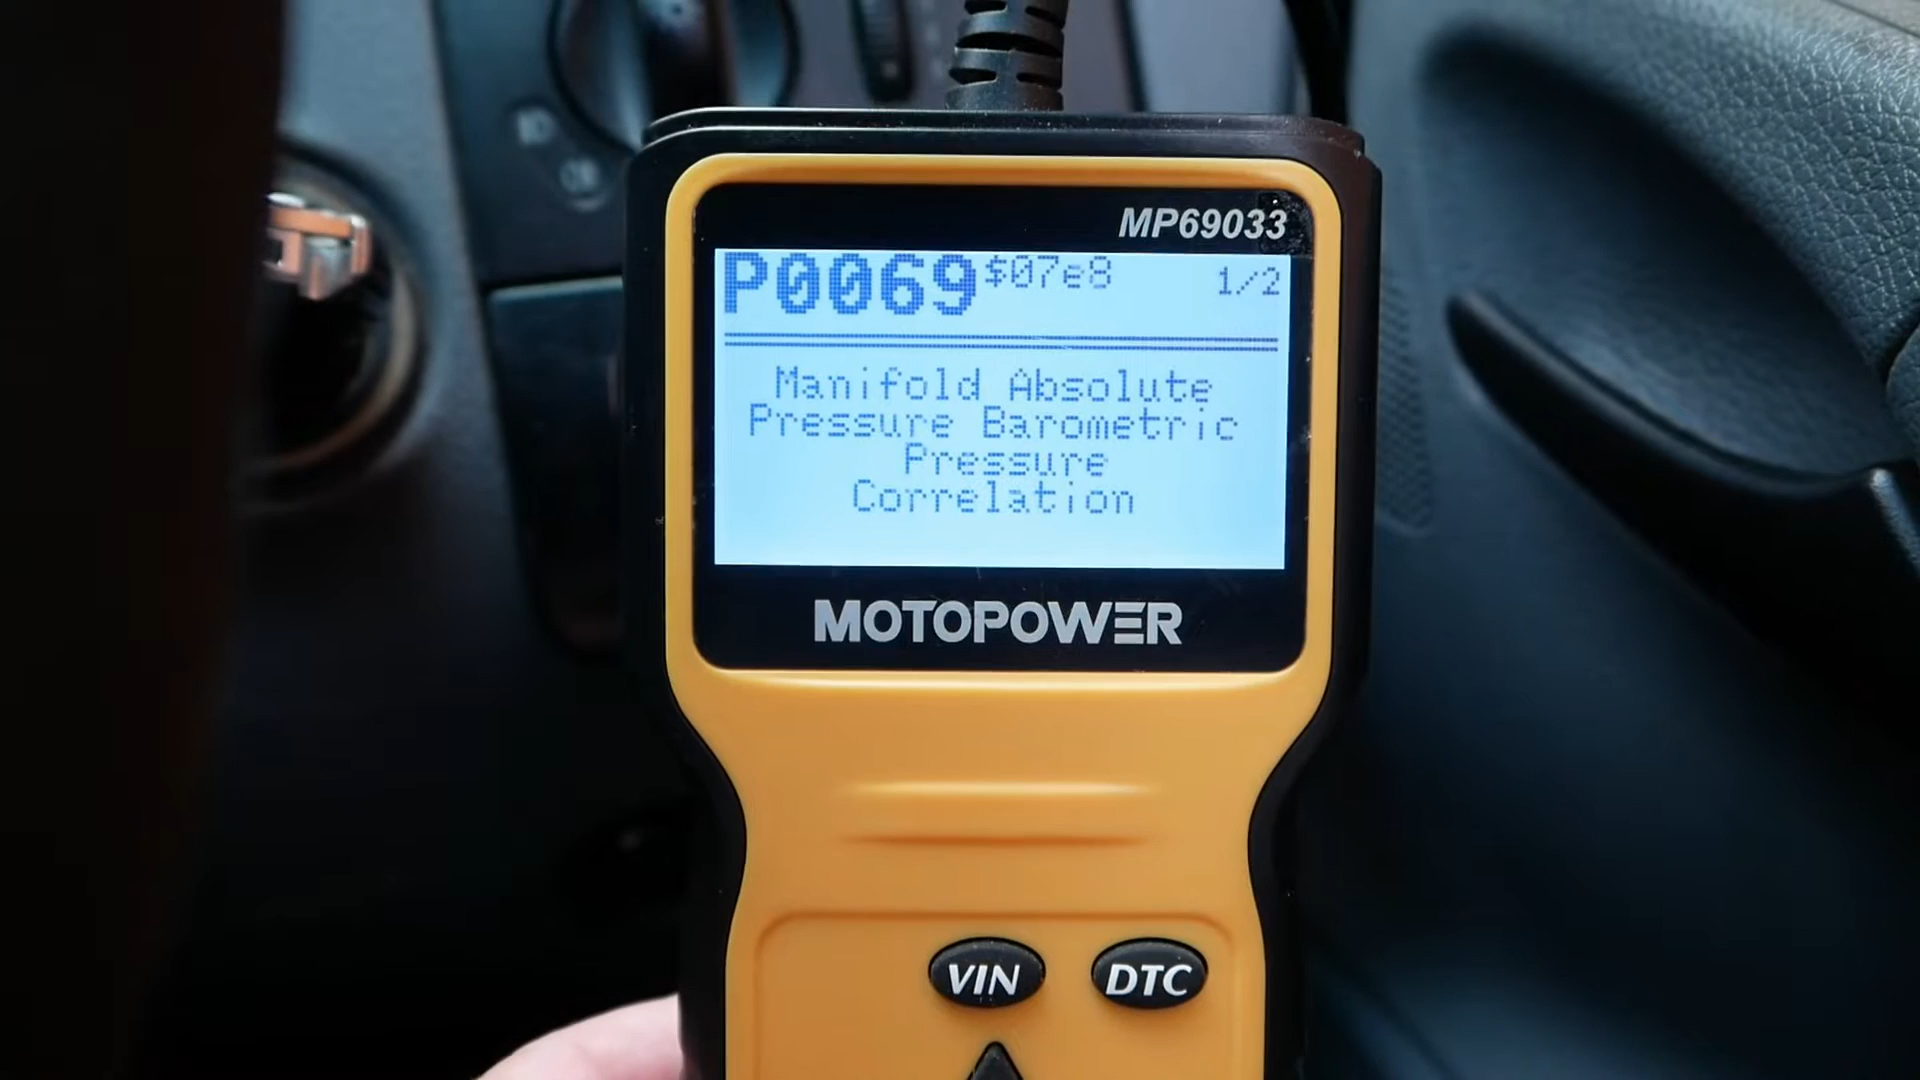 MP69033
P0069 $07e8 1/2
Manifold Absolute
Pressure Barometric
Pressure
Correlation
MOTOPOWER
VIN DTC